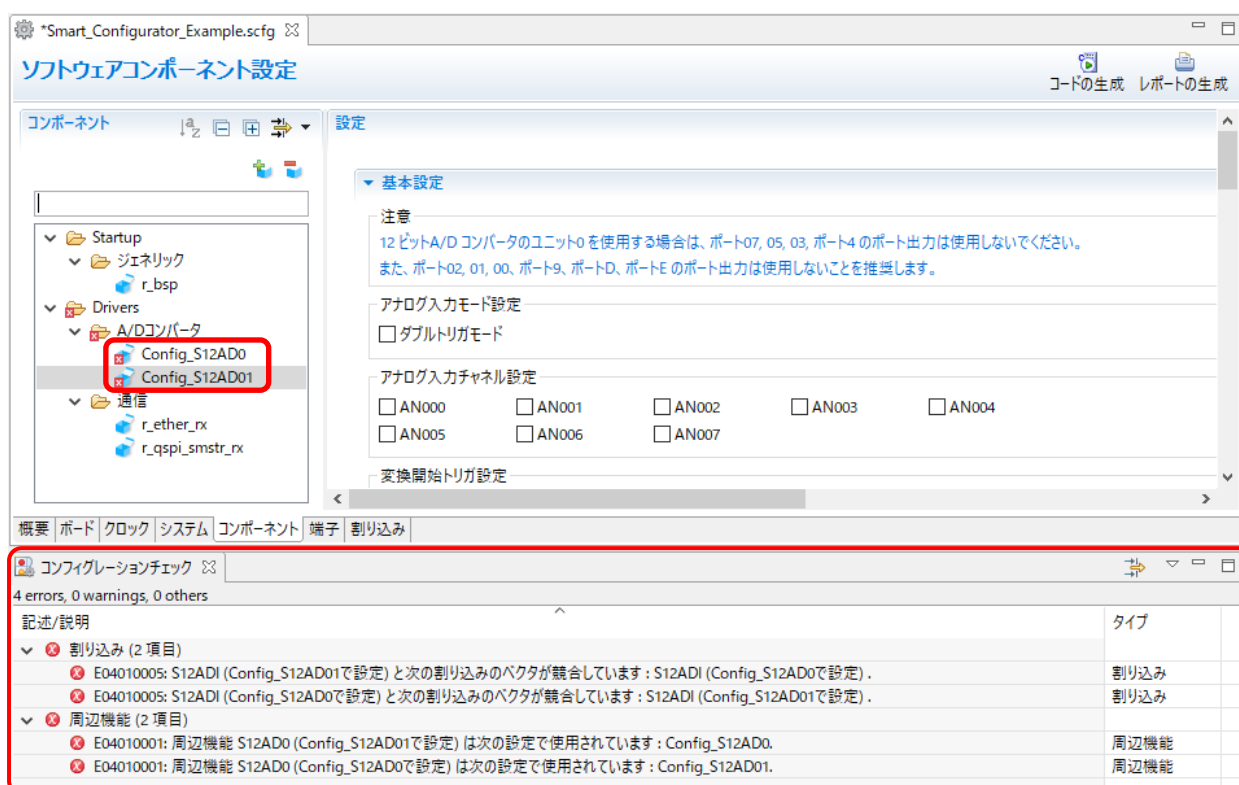 *Smart_Configurator_Example.scfg
ソフトウェアコンポーネント設定
コードの生成 レポートの生成
コンポーネント
設定
基本設定
注意
12 ビットA/D コンバータのユニット0 を使用する場合は、ポート07, 05, 03, ポート4 のポート出力は使用しないでください。
また、ポート02, 01, 00、ポート9、ポートD、ポートE のポート出力は使用しないことを推奨します。
アナログ入力モード設定
ダブルトリガモード
アナログ入力チャネル設定
AN000 AN001 AN002 AN003 AN004
AN005 AN006 AN007
変換開始トリガ設定
Startup
ジェネリック
r_bsp
Drivers
A/Dコンバータ
Config_S12AD0
Config_S12AD01
通信
r_ether_rx
r_qspi_smstr_rx
概要 ボード クロック システム コンポーネント 端子 割り込み
コンフィグレーションチェック
4 errors, 0 warnings, 0 others
記述/説明 タイプ
割り込み (2 項目)
E04010005: S12ADI (Config_S12AD01で設定) と次の割り込みのベクタが競合しています : S12ADI (Config_S12AD0で設定) . 割り込み
E04010005: S12ADI (Config_S12AD0で設定) と次の割り込みのベクタが競合しています : S12ADI (Config_S12AD01で設定) . 割り込み
周辺機能 (2 項目)
E04010001: 周辺機能 S12AD0 (Config_S12AD01で設定) は次の設定で使用されています : Config_S12AD0. 周辺機能
E04010001: 周辺機能 S12AD0 (Config_S12AD0で設定) は次の設定で使用されています : Config_S12AD01. 周辺機能